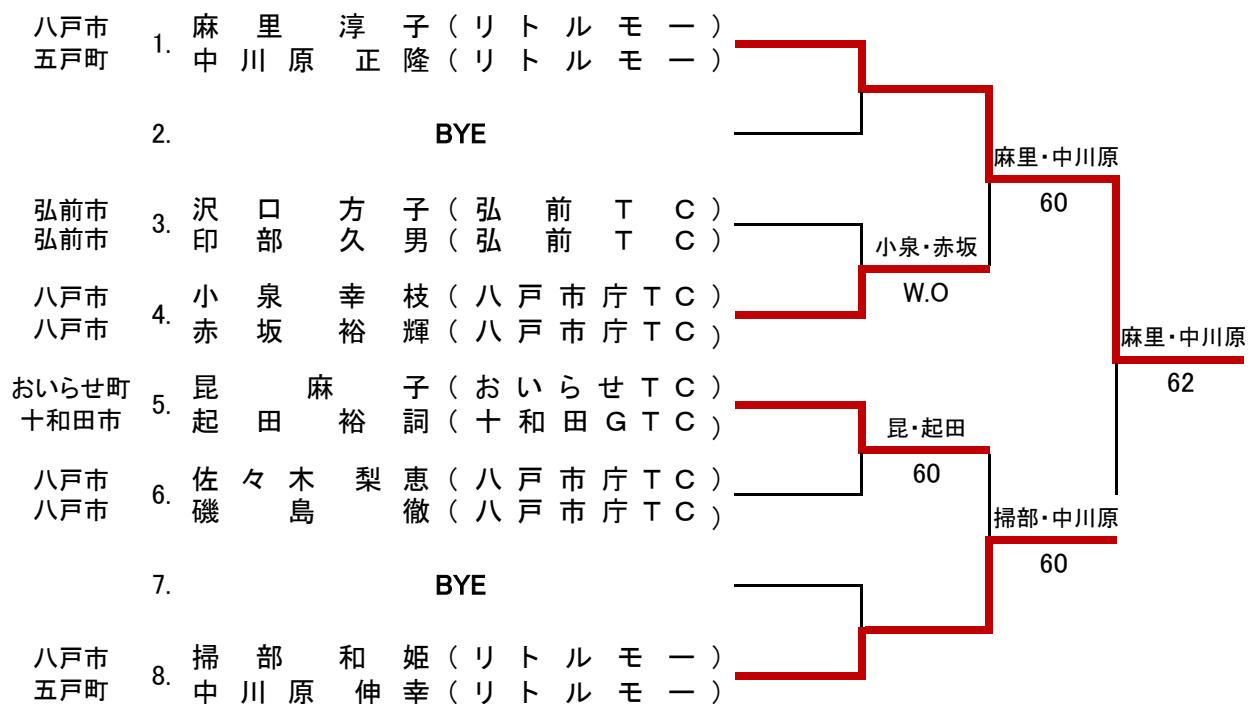 八戸市 1. 麻里 淳子(リトルモー)
五戸町 中川原 正隆(リトルモー)
2. BYE
麻里・中川原
60
弘前市 3. 沢口 方子(弘前TC)
弘前市 印部 久男(弘前TC)
小泉・赤坂
W.O
八戸市 4. 小泉 幸枝(八戸市庁TC)
八戸市 赤坂 裕輝(八戸市庁TC)
麻里・中川原
62
おいらせ町 5. 昆 麻子(おいらせTC)
十和田市 起田 裕詞(十和田GTC)
昆・起田
60
八戸市 6. 佐々木 梨恵(八戸市庁TC)
八戸市 磯島 徹(八戸市庁TC)
掃部・中川原
60
7. BYE
八戸市 8. 掃部 和姫(リトルモー)
五戸町 中川原 伸幸(リトルモー)